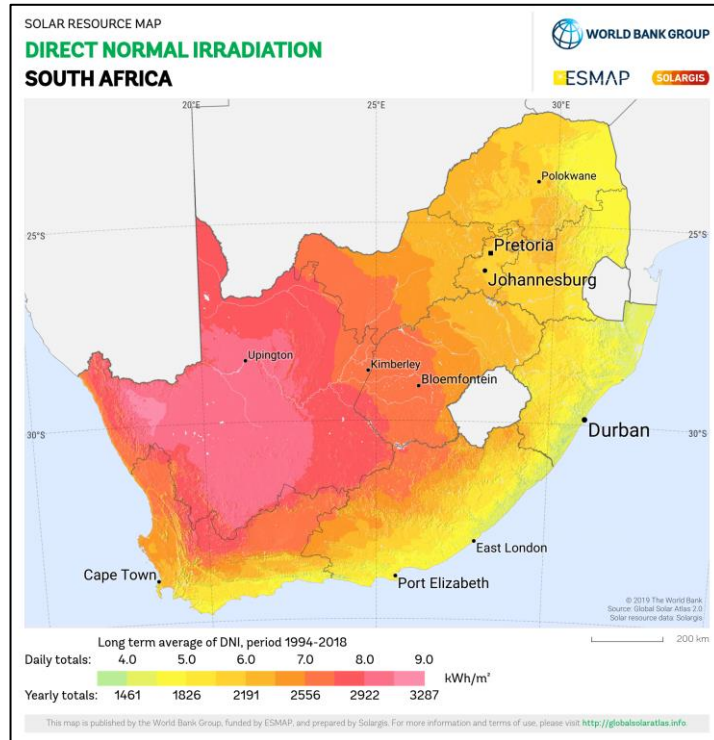 SOLAR RESOURCE MAP
DIRECT NORMAL IRRADIATION
SOUTH AFRICA
WORLD BANK GROUP
ESMAP
SOLARGIS
20°E
25°E
30°E
Polokwane
25°S
25°S
Pretoria
Johannesburg
Upington
Kimberley
Bloemfontein
30°S
30°S
Durban
East London
Cape Town
Port Elizabeth
© 2019 The World Bank
Source: Global Solar Atlas 2.0
Solar resource data: Solargis
200 km
Long term average of DNI, period 1994-2018
Daily totals: 4.0 5.0 6.0 7.0 8.0 9.0
kWh/m²
Yearly totals: 1461 1826 2191 2556 2922 3287
This map is published by the World Bank Group, funded by ESMAP, and prepared by Solargis. For more information and terms of use, please visit http://globalsolaratlas.info.